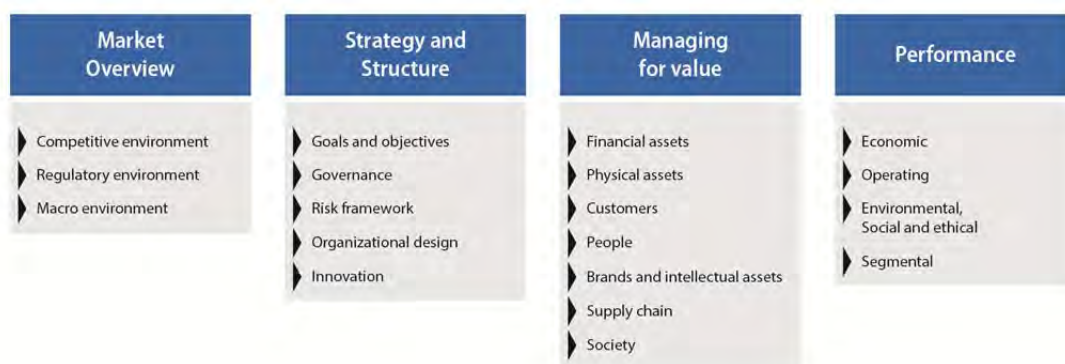 Market
Overview
Competitive environment
Regulatory environment
Macro environment
Strategy and
Structure
Goals and objectives
Governance
Risk framework
Organizational design
Innovation
Managing
for value
Financial assets
Physical assets
Customers
People
Brands and intellectual assets
Supply chain
Society
Performance
Economic
Operating
Environmental,
Social and ethical
Segmental